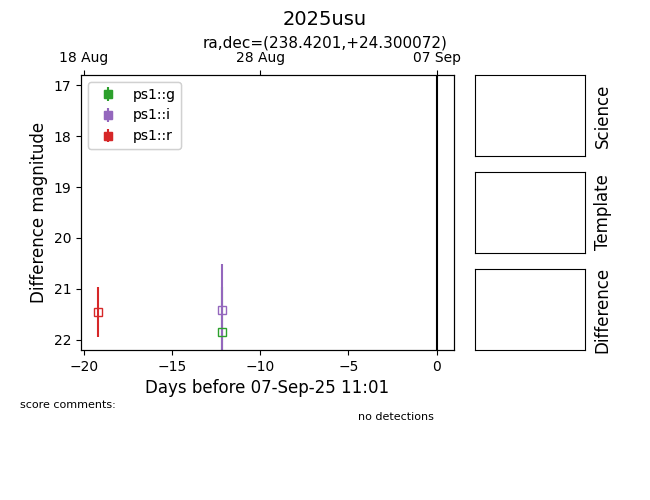 2025usu
ra,dec=(238.4201,+24.300072)
18 Aug
28 Aug
07 Sep
17
18
19
20
21
22
Difference magnitude
ps1::g
ps1::i
ps1::r
−20
−15
−10
−5
0
Days before 07-Sep-25 11:01
Science
Template
Difference
score comments:
no detections